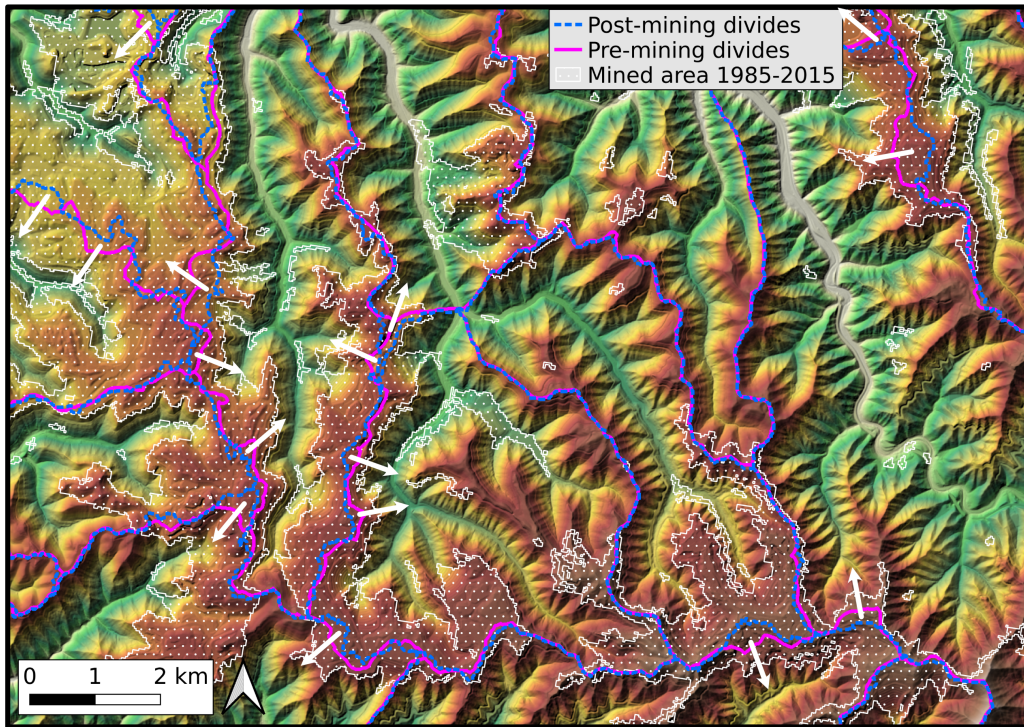 Post-mining divides
Pre-mining divides
Mined area 1985-2015
0 1 2 km